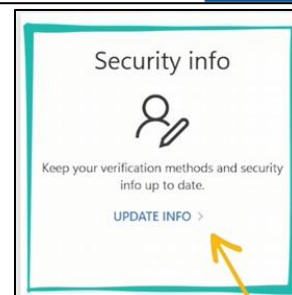 Security info
Keep your verification methods and security
info up to date.
UPDATE INFO >